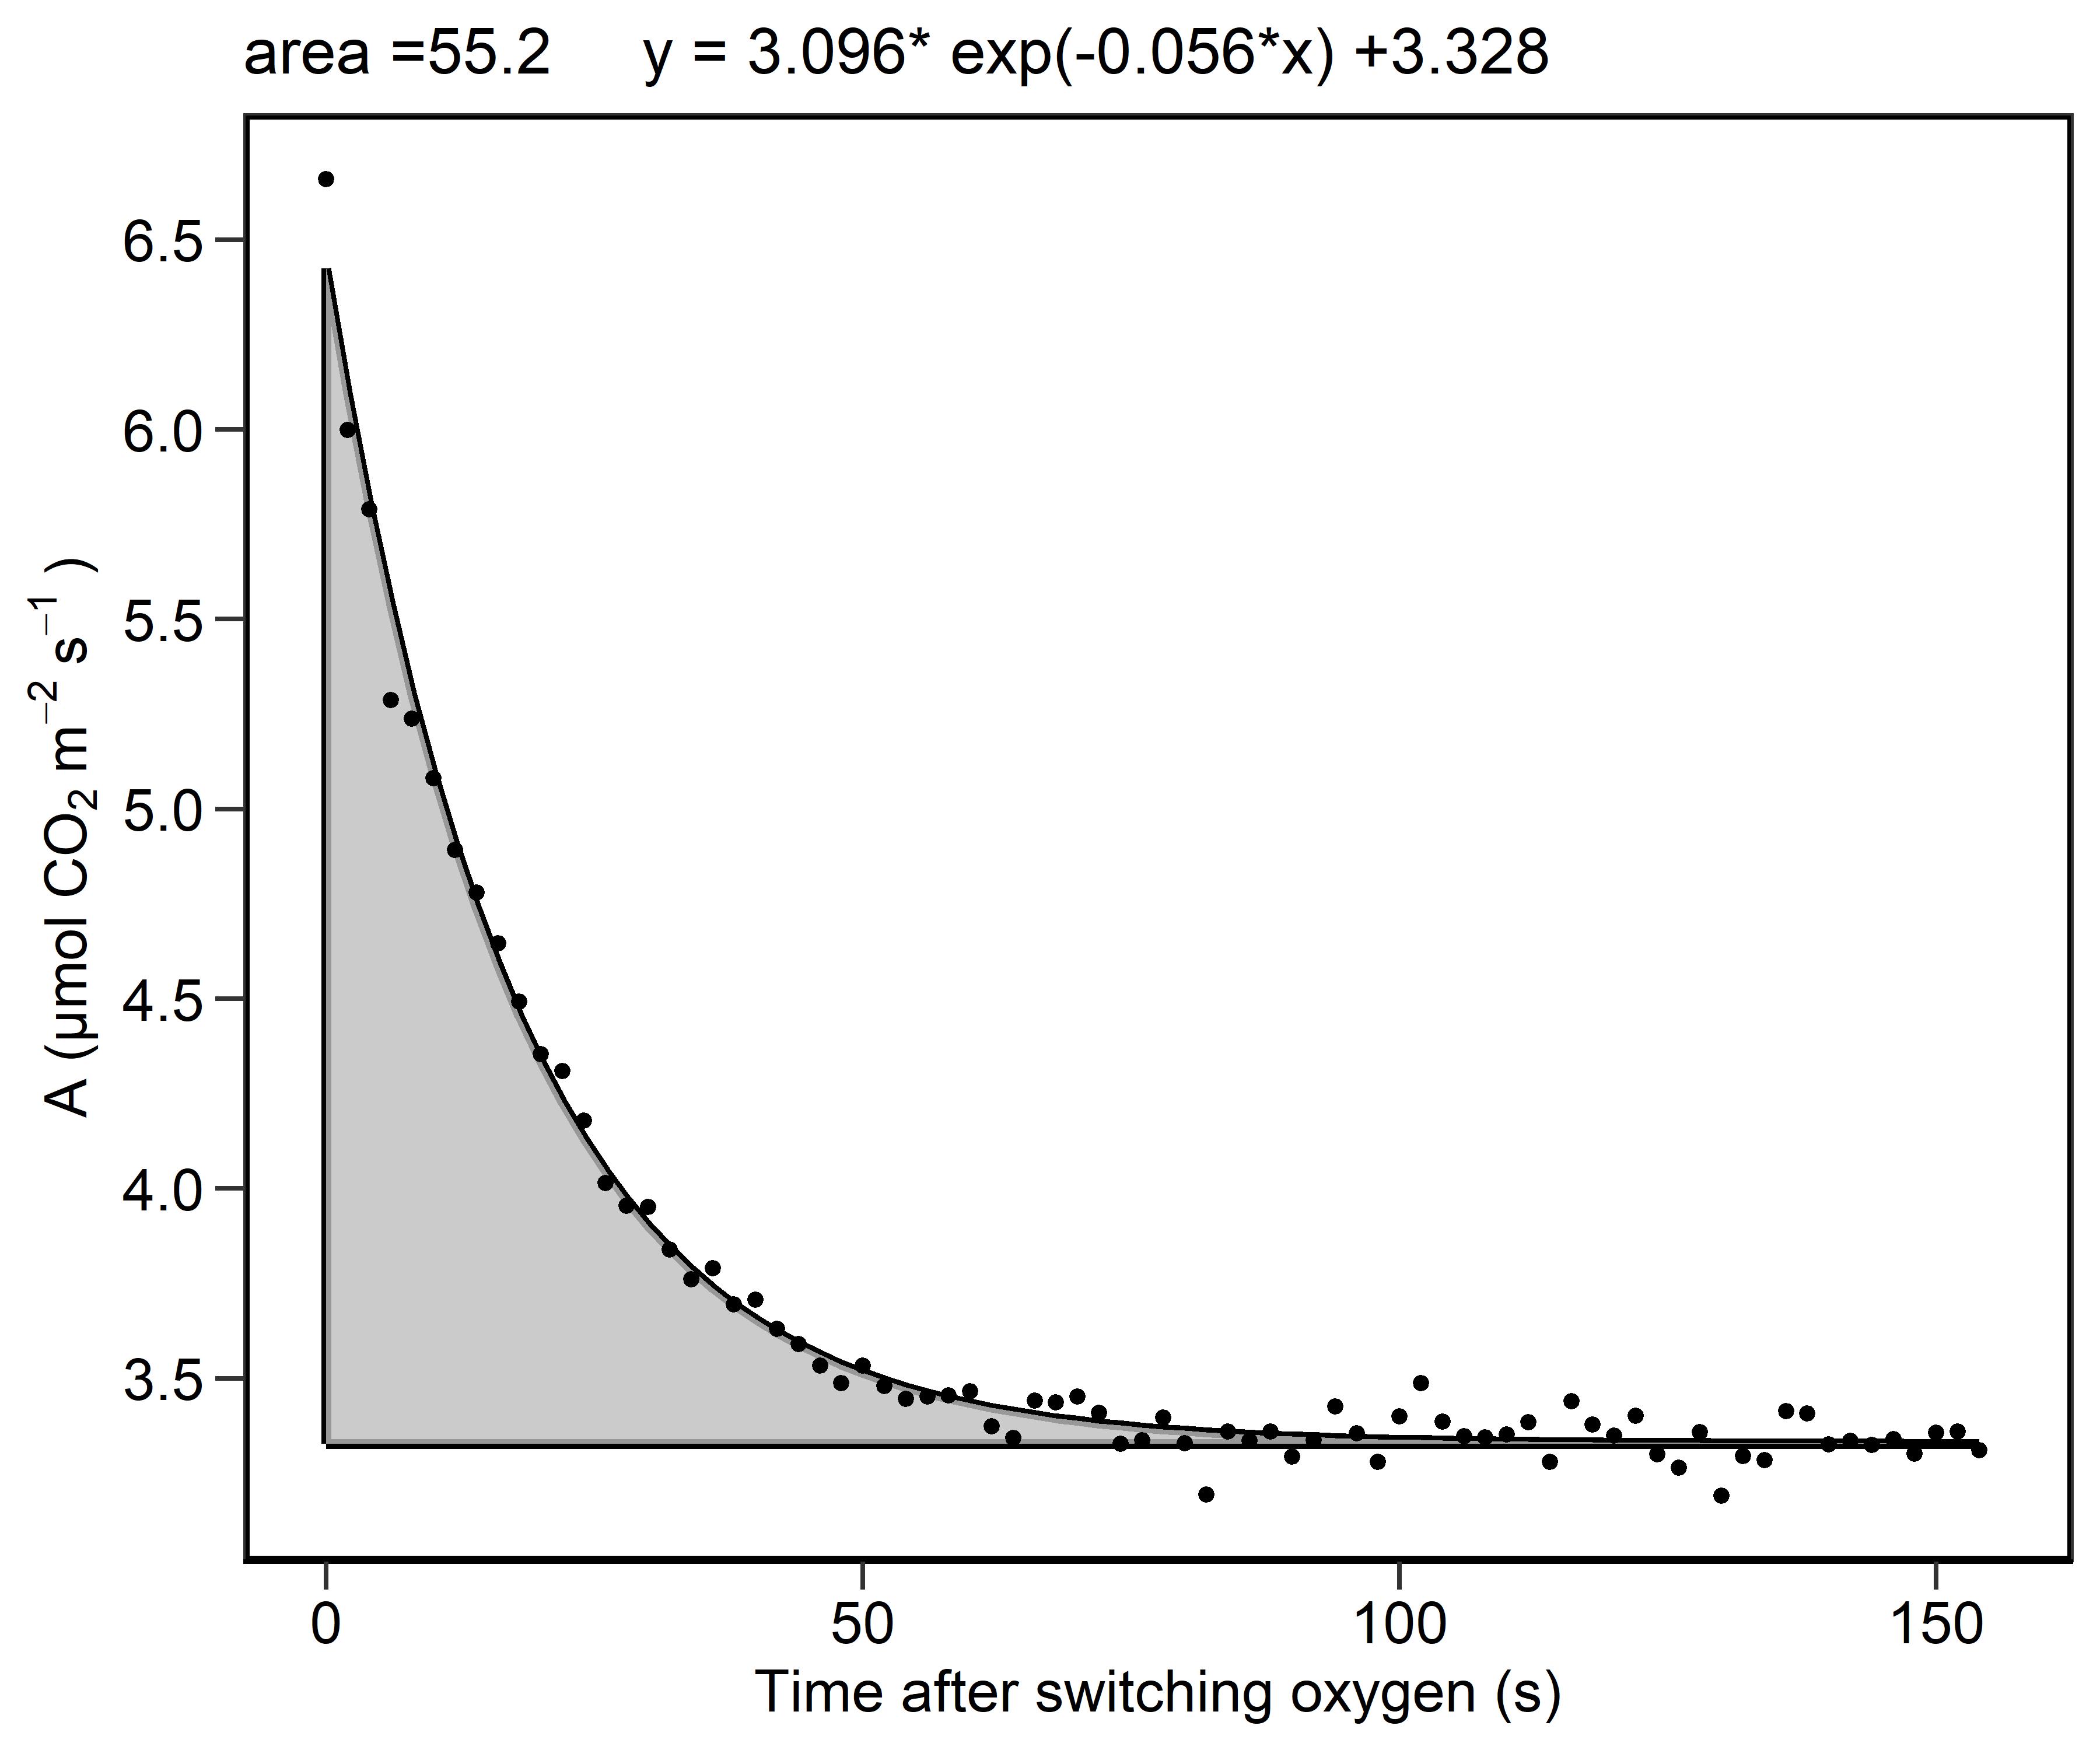 area =55.2 y = 3.096* exp(-0.056*x) +3.328
6.5
6.0
5.5
5.0
4.5
4.0
3.5
A (μmol CO₂ m⁻² s⁻¹ )
0 50 100 150
Time after switching oxygen (s)